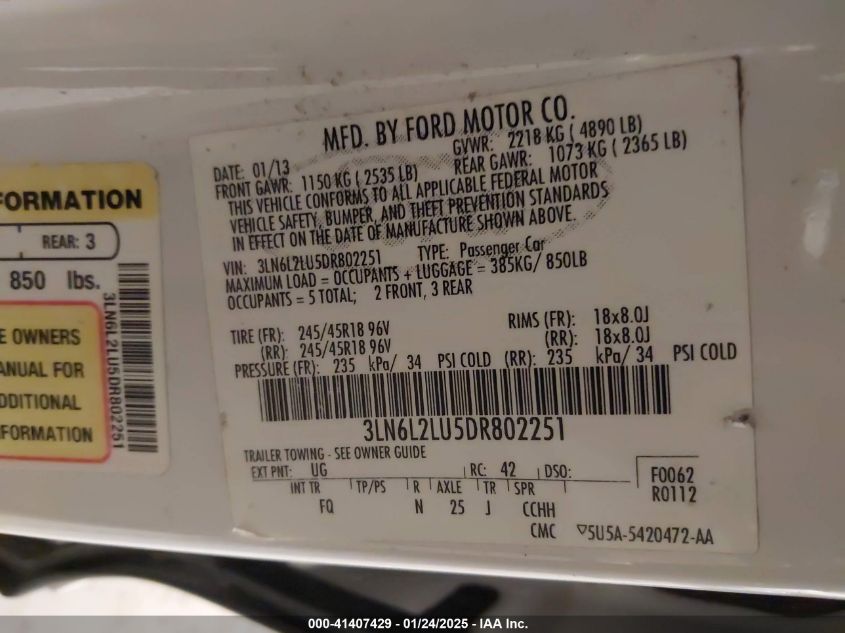 MFD. BY FORD MOTOR CO.
DATE: 01/13 GVWR: 2218 KG ( 4890 LB)
FRONT GAWR: 1150 KG ( 2535 LB) REAR GAWR: 1073 KG ( 2365 LB)
THIS VEHICLE CONFORMS TO ALL APPLICABLE FEDERAL MOTOR
VEHICLE SAFETY, BUMPER, AND THEFT PREVENTION STANDARDS
IN EFFECT ON THE DATE OF MANUFACTURE SHOWN ABOVE.
VIN: 3LN6L2LU5DR802251 TYPE: Passenger Car
MAXIMUM LOAD = OCCUPANTS + LUGGAGE = 385KG/ 850LB
OCCUPANTS = 5 TOTAL; 2 FRONT, 3 REAR
TIRE (FR): 245/45R18 96V RIMS (FR): 18x8.0J
(RR): 245/45R18 96V (RR): 18x8.0J
PRESSURE (FR): 235 kPa/ 34 PSI COLD (RR): 235 kPa/ 34 PSI COLD
3LN6L2LU5DR802251
TRAILER TOWING - SEE OWNER GUIDE
EXT PNT: UG RC: 42 DSO:
INT TR TP/PS R AXLE TR SPR
FQ N 25 J CCHH
CMC ▽5U5A-5420472-AA
F0062
R0112
FORMATION
REAR: 3
850 lbs.
E OWNERS
ANUAL FOR
DDITIONAL
NFORMATION
3LN6L2LU5DR802251
000-41407429 - 01/24/2025 - IAA Inc.